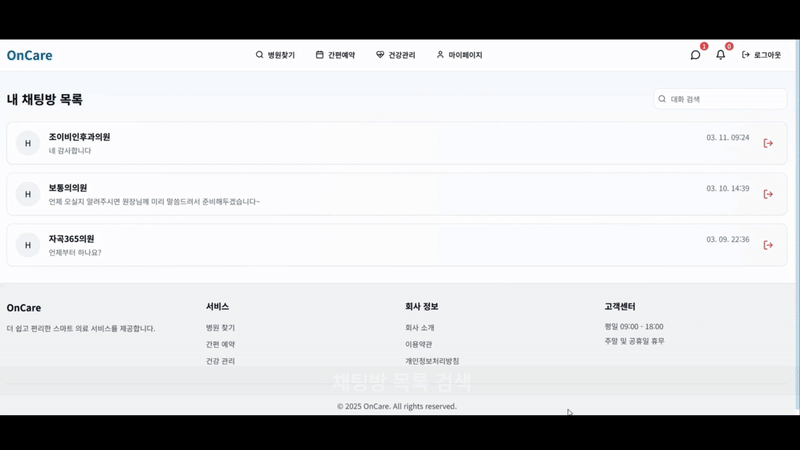 OnCare
병원찾기
간편예약
건강관리
마이페이지
1
8
로그아웃
내 채팅방 목록
대화 검색
H
조이비인후과의원
네 검사합니다
03. 11. 09:24
H
보통의의원
언제 오실지 알려주시면 원장님께 미리 말씀드려서 준비해두겠습니다~
03. 10. 14:39
H
자곡365의원
언제부터 하나요?
03. 09. 22:36
OnCare
더 쉽고 편리한 스마트 의료 서비스를 제공합니다.
서비스
병원 찾기
간편 예약
건강 관리
회사 정보
회사 소개
이용약관
개인정보처리방침
고객센터
평일 09:00 - 18:00
주말 및 공휴일 휴무
채팅방 목록 검색
© 2025 OnCare. All rights reserved.